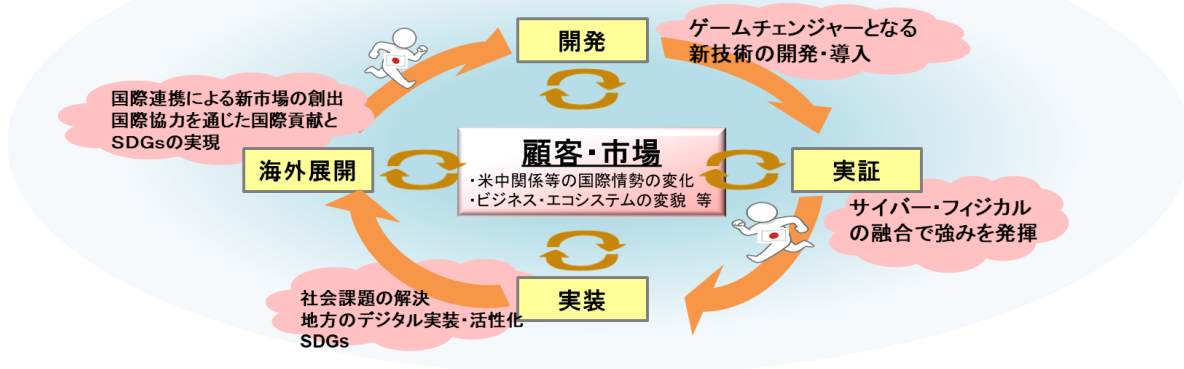 開発
ゲームチェンジャーとなる
新技術の開発・導入
国際連携による新市場の創出
国際協力を通じた国際貢献と
SDGsの実現
海外展開
顧客・市場
・米中関係等の国際情勢の変化
・ビジネス・エコシステムの変貌 等
実証
サイバー・フィジカル
の融合で強みを発揮
実装
社会課題の解決
地方のデジタル実装・活性化
SDGs